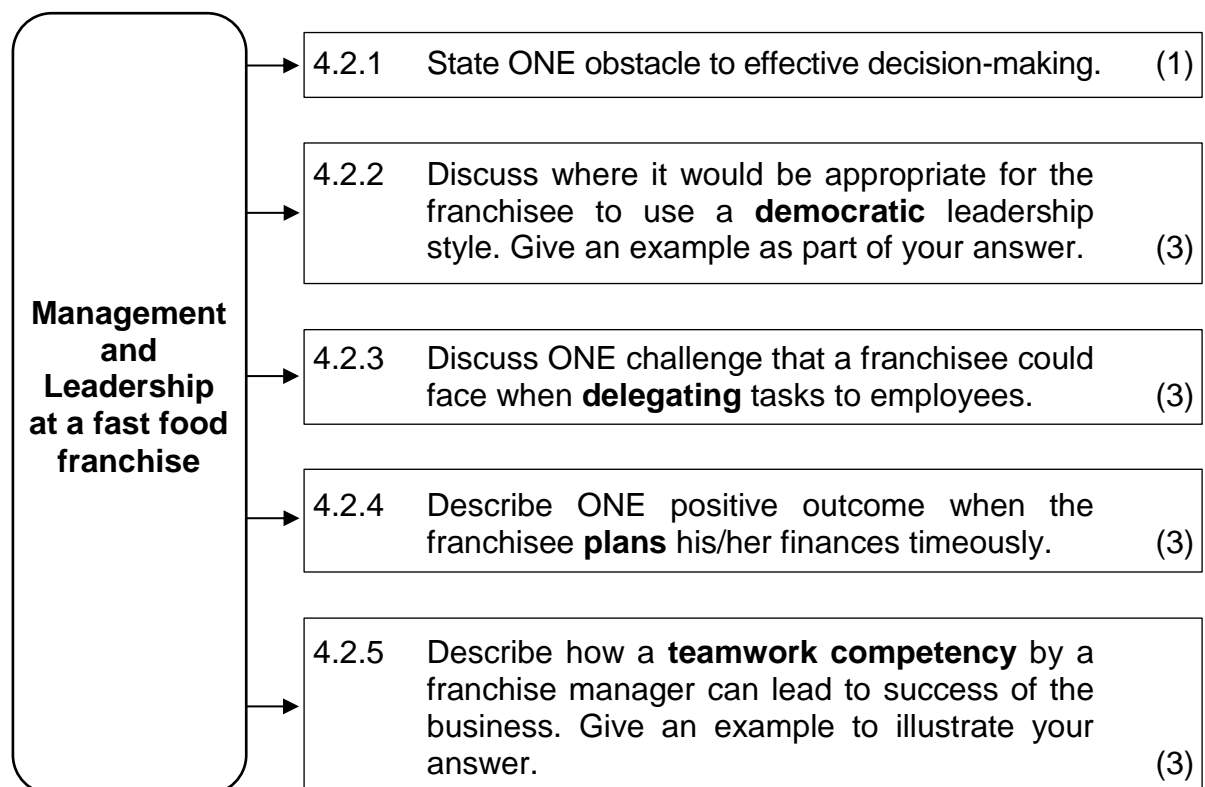 Management
and
Leadership
at a fast food
franchise
4.2.1 State ONE obstacle to effective decision-making. (1)
4.2.2 Discuss where it would be appropriate for the
franchisee to use a democratic leadership
style. Give an example as part of your answer. (3)
4.2.3 Discuss ONE challenge that a franchisee could
face when delegating tasks to employees. (3)
4.2.4 Describe ONE positive outcome when the
franchisee plans his/her finances timeously. (3)
4.2.5 Describe how a teamwork competency by a
franchise manager can lead to success of the
business. Give an example to illustrate your
answer. (3)